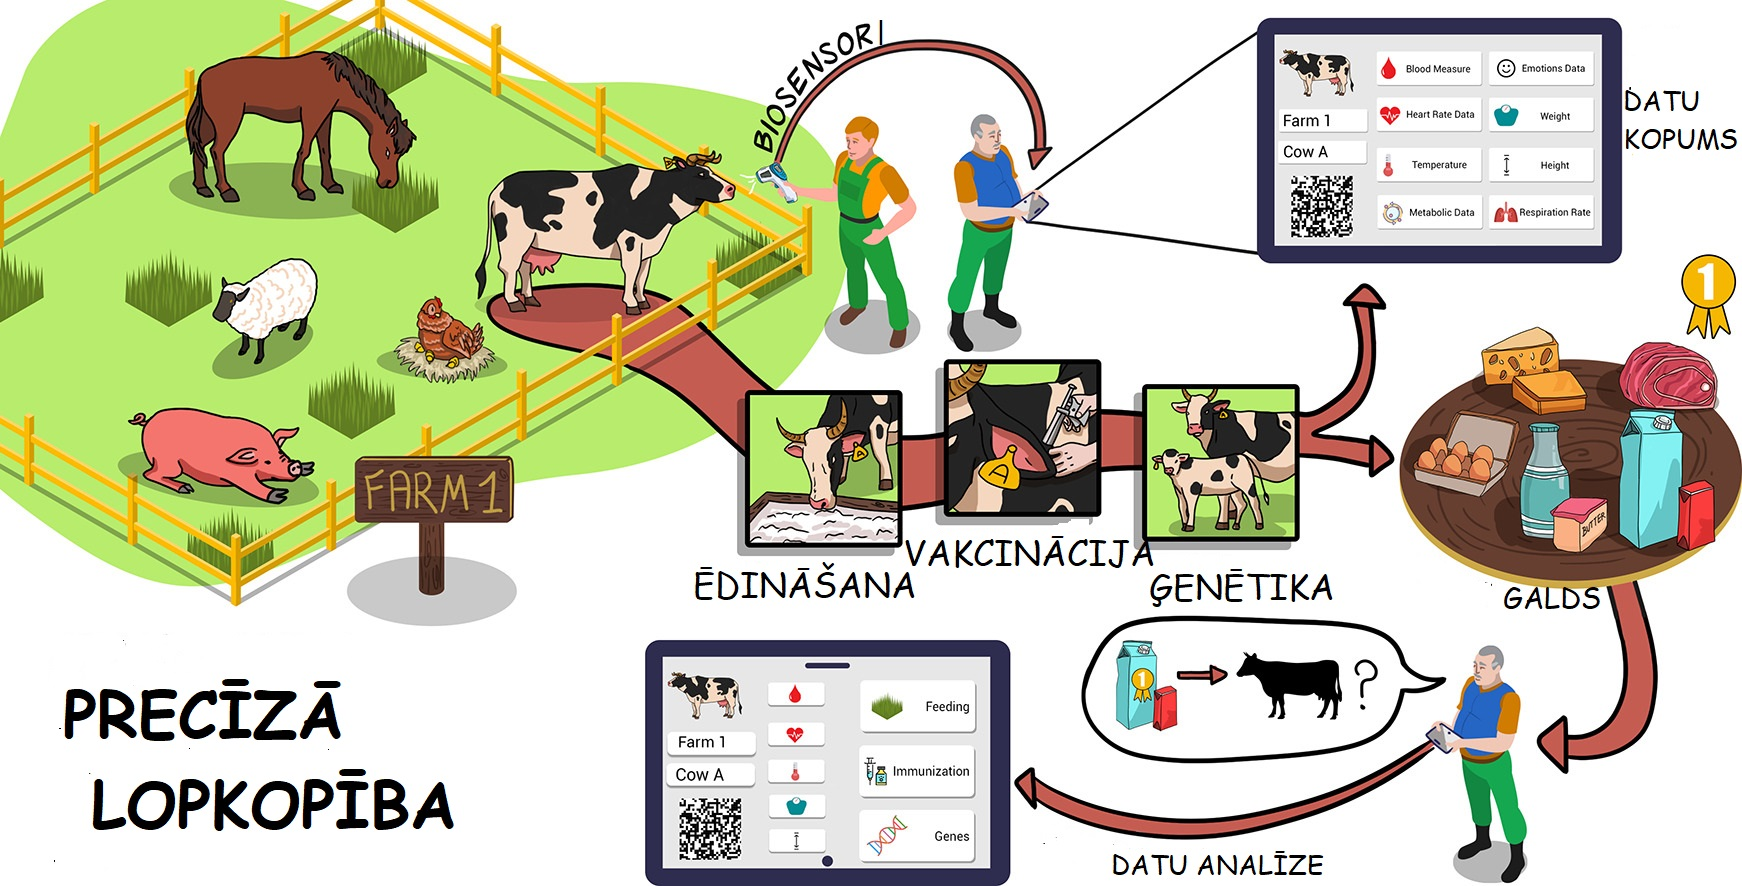 BIOSENSORI
Farm 1
Cow A
Blood Measure
Emotions Data
Heart Rate Data
Weight
Temperature
Height
Metabolic Data
Respiration Rate
DATU
KOPUMS
1
FARM 1
A
BUTTER
ĒDINĀŠANA
VAKCINĀCIJA
ĢENĒTIKA
GALDS
PRECĪZĀ
LOPKOPĪBA
Farm 1
Cow A
Feeding
Immunization
Genes
1
?
DATU ANALĪZE